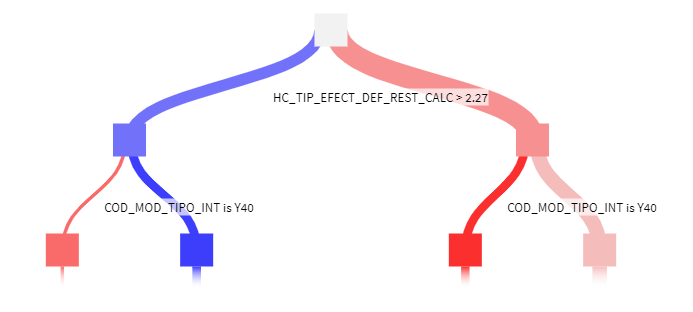 HC_TIP_EFECT_DEF_REST_CALC > 2.27
COD_MOD_TIPO_INT is Y40
COD_MOD_TIPO_INT is Y40